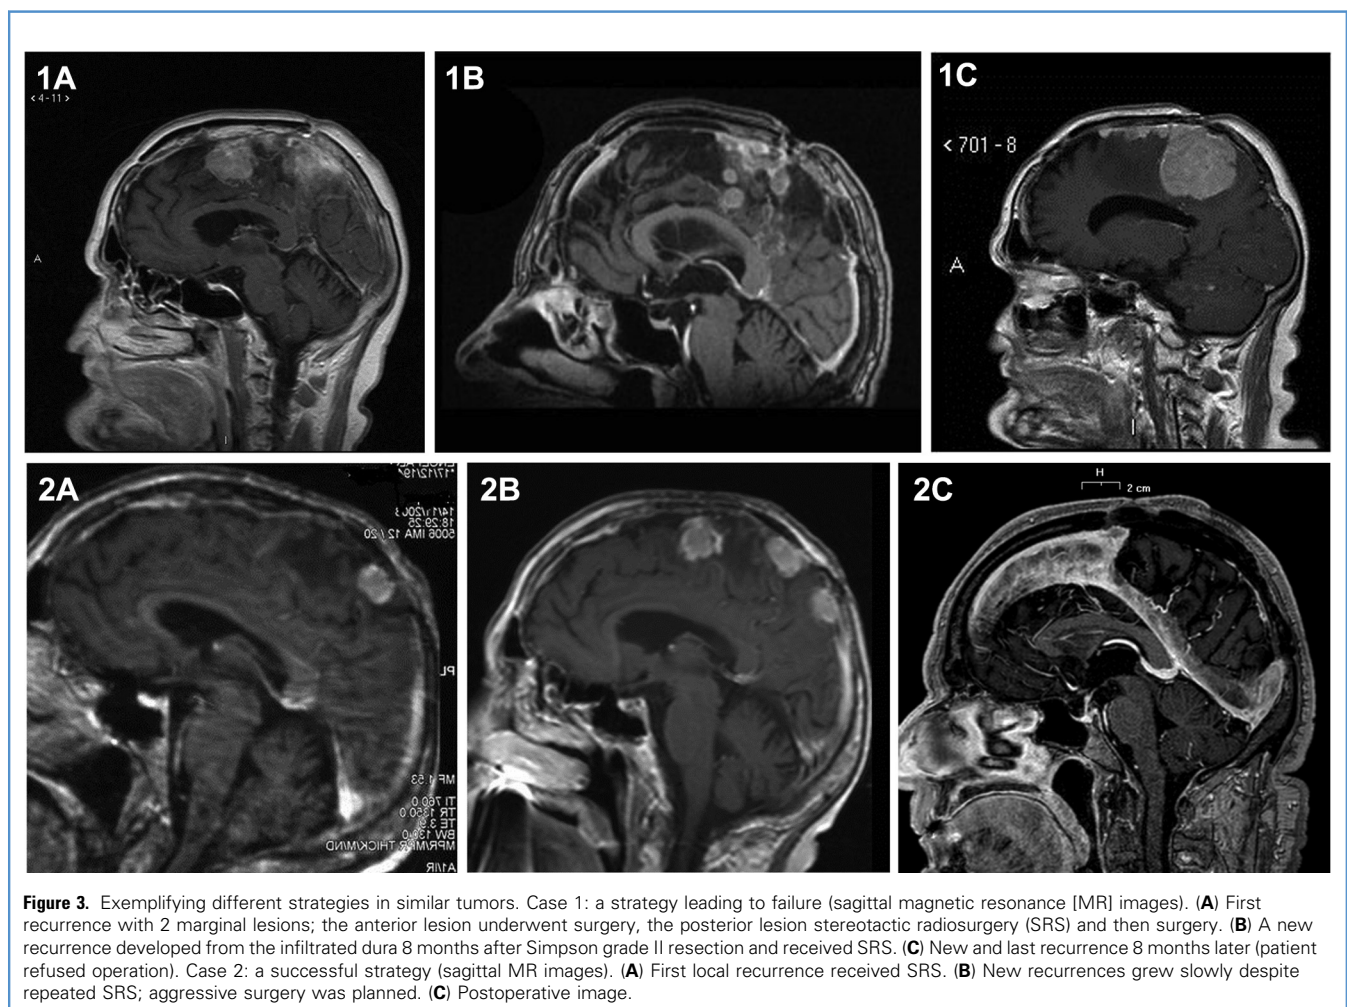 1A
<4-11>
A
I
1B
1C
< 701 - 8
A
I
2A
5006 IMA 12 / 20
PL
MF 1.53
TI 760.0
TR 1350.0
TE 3.9
BW 130.0
MPR/MPR THICK/MND
A1/IR
2B
2C
H
2 cm
Figure 3. Exemplifying different strategies in similar tumors. Case 1: a strategy leading to failure (sagittal magnetic resonance [MR] images). (A) First
recurrence with 2 marginal lesions; the anterior lesion underwent surgery, the posterior lesion stereotactic radiosurgery (SRS) and then surgery. (B) A new
recurrence developed from the infiltrated dura 8 months after Simpson grade II resection and received SRS. (C) New and last recurrence 8 months later (patient
refused operation). Case 2: a successful strategy (sagittal MR images). (A) First local recurrence received SRS. (B) New recurrences grew slowly despite
repeated SRS; aggressive surgery was planned. (C) Postoperative image.